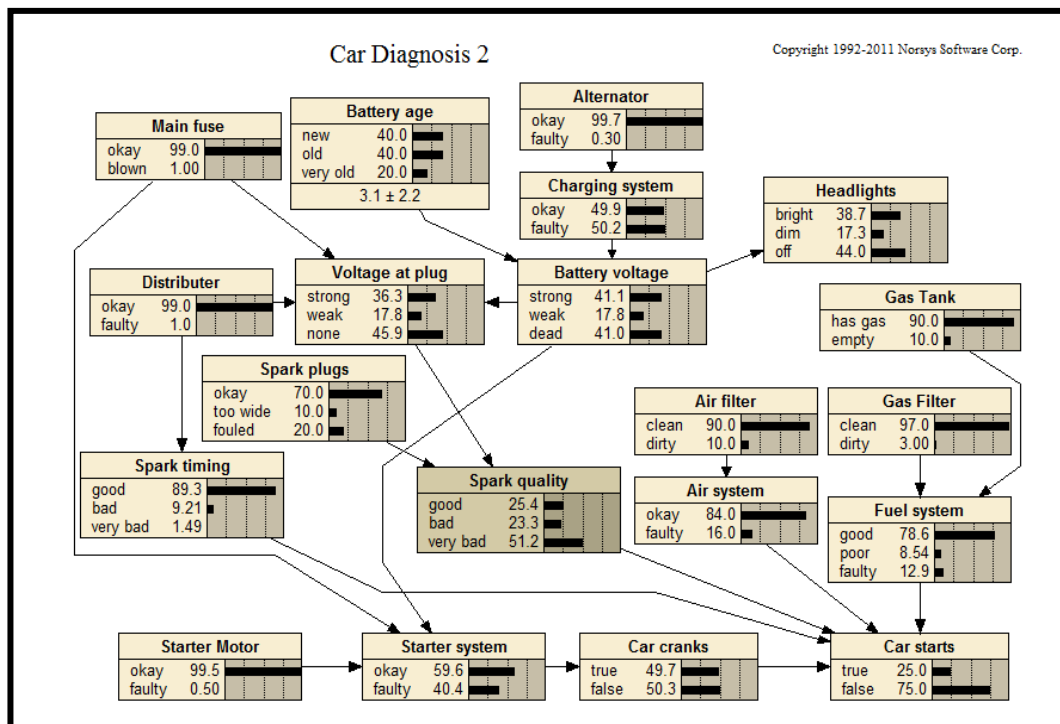 Car Diagnosis 2
Copyright 1992-2011 Norsys Software Corp.
Main fuse
okay 99.0
blown 1.00
Battery age
new 40.0
old 40.0
very old 20.0
3.1 ± 2.2
Alternator
okay 99.7
faulty 0.30
Charging system
okay 49.9
faulty 50.2
Headlights
bright 38.7
dim 17.3
off 44.0
Distributer
okay 99.0
faulty 1.0
Voltage at plug
strong 36.3
weak 17.8
none 45.9
Battery voltage
strong 41.1
weak 17.8
dead 41.0
Gas Tank
has gas 90.0
empty 10.0
Spark plugs
okay 70.0
too wide 10.0
fouled 20.0
Air filter
clean 90.0
dirty 10.0
Gas Filter
clean 97.0
dirty 3.00
Spark timing
good 89.3
bad 9.21
very bad 1.49
Spark quality
good 25.4
bad 23.3
very bad 51.2
Air system
okay 84.0
faulty 16.0
Fuel system
good 78.6
poor 8.54
faulty 12.9
Starter Motor
okay 99.5
faulty 0.50
Starter system
okay 59.6
faulty 40.4
Car cranks
true 49.7
false 50.3
Car starts
true 25.0
false 75.0